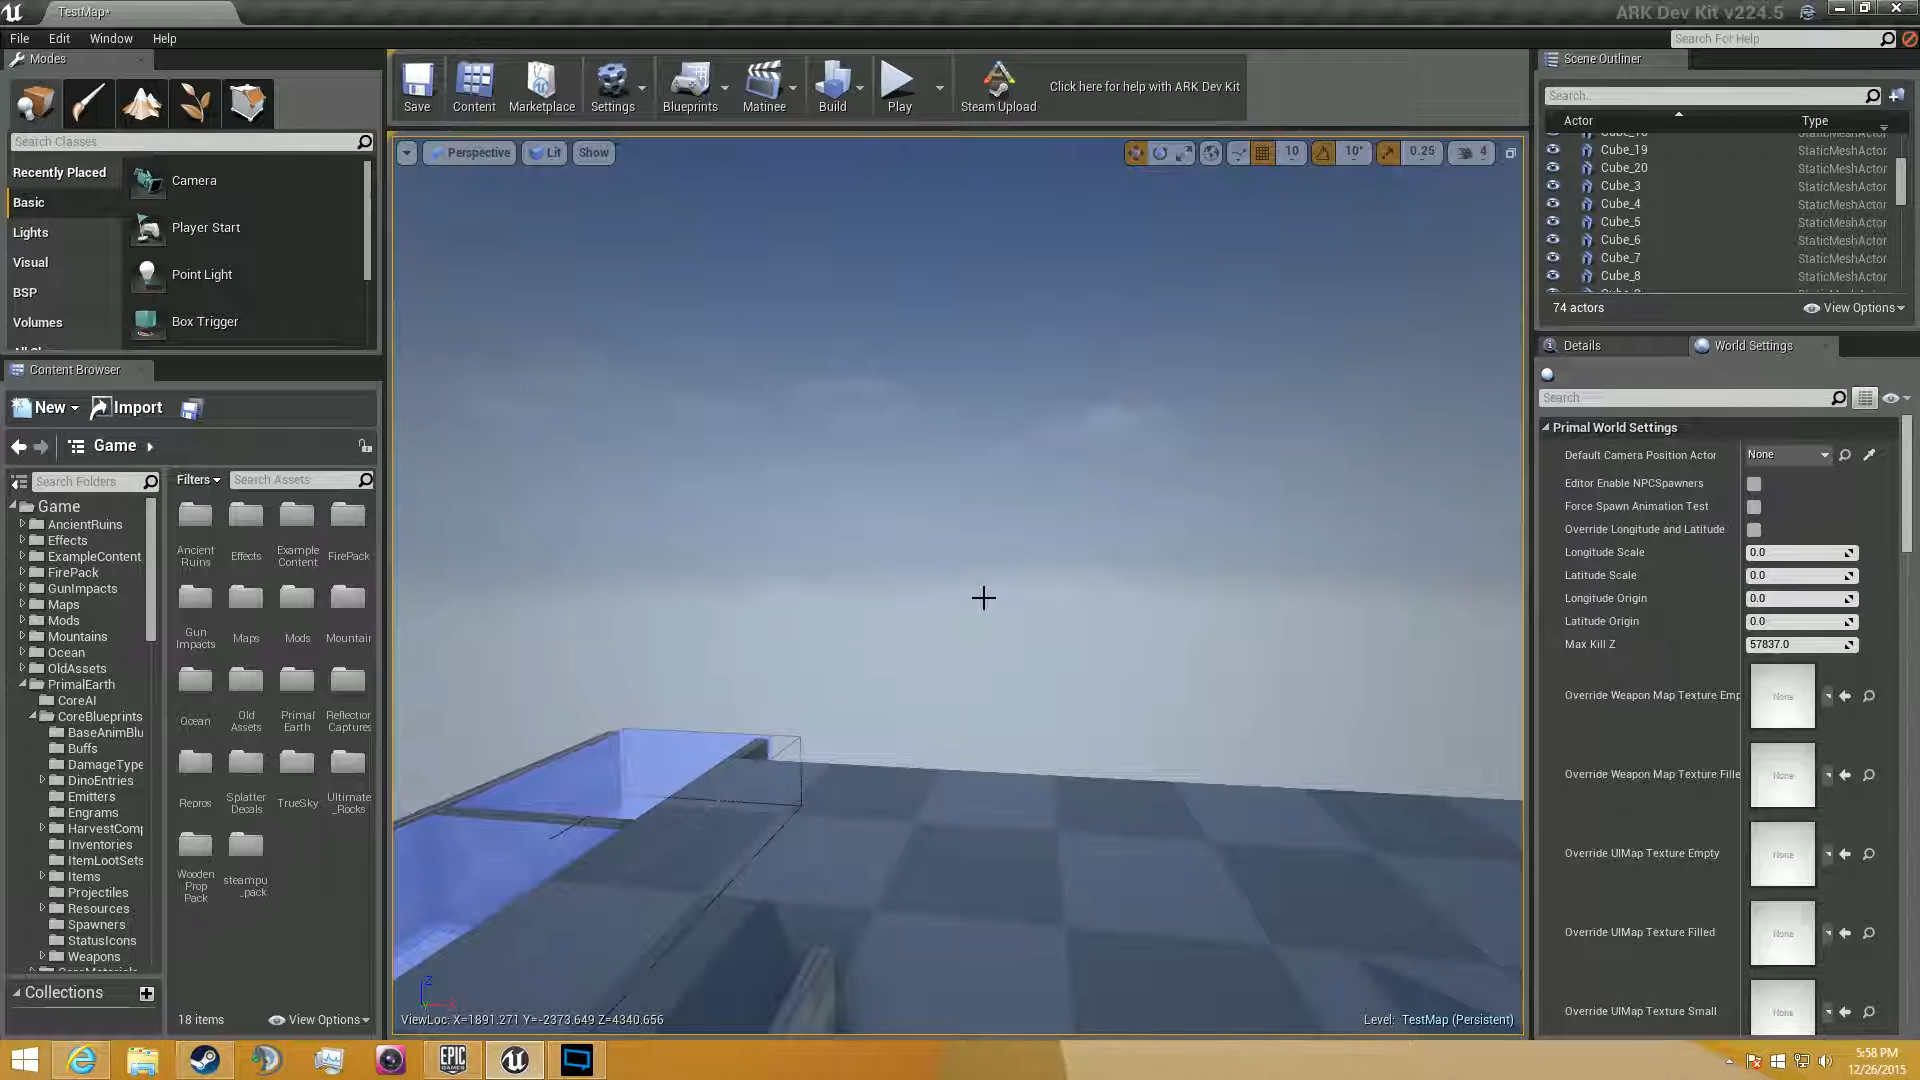 TestMap*
ARK Dev Kit v224.5
File Edit Window Help
Search For Help
Modes
Search Classes
Recently Placed
Basic
Lights
Visual
BSP
Volumes
Camera
Player Start
Point Light
Box Trigger
Save
Content
Marketplace
Settings
Blueprints
Matinee
Build
Play
Steam Upload
Click here for help with ARK Dev Kit
Perspective
Lit
Show
10
10°
0.25
4
Scene Outliner
Search..
Actor Type
Cube_19 StaticMeshActor
Cube_20 StaticMeshActor
Cube_3 StaticMeshActor
Cube_4 StaticMeshActor
Cube_5 StaticMeshActor
Cube_6 StaticMeshActor
Cube_7 StaticMeshActor
Cube_8 StaticMeshActor
74 actors
View Options
Details
World Settings
Search
Primal World Settings
Default Camera Position Actor None
Editor Enable NPCSpawners
Force Spawn Animation Test
Override Longitude and Latitude
Longitude Scale 0.0
Latitude Scale 0.0
Longitude Origin 0.0
Latitude Origin 0.0
Max Kill Z 57837.0
Override Weapon Map Texture Emp None
Override Weapon Map Texture Fille None
Override UIMap Texture Empty None
Override UIMap Texture Filled None
Override UIMap Texture Small None
Content Browser
New Import
Game
Search Folders
Filters
Search Assets
Game
AncientRuins
Effects
ExampleContent
FirePack
GunImpacts
Maps
Mods
Mountains
Ocean
OldAssets
PrimalEarth
CoreAI
CoreBlueprints
BaseAnimBlu
Buffs
DamageType
DinoEntries
Emitters
Engrams
HarvestComp
Inventories
ItemLootSets
Items
Projectiles
Resources
Spawners
StatusIcons
Weapons
Ancient Ruins
Effects
Example Content
FirePack
Gun Impacts
Maps
Mods
Mountain
Ocean
Old Assets
Primal Earth
Reflection Captures
Repros
Splatter Decals
TrueSky
Ultimate _Rocks
Wooden Prop Pack
steampu _pack
Collections
18 items
View Options
Z
ViewLoc: X=1891.271 Y=-2373.649 Z=4340.656
Level: TestMap (Persistent)
EPIC GAMES
5:58 PM
12/26/2015